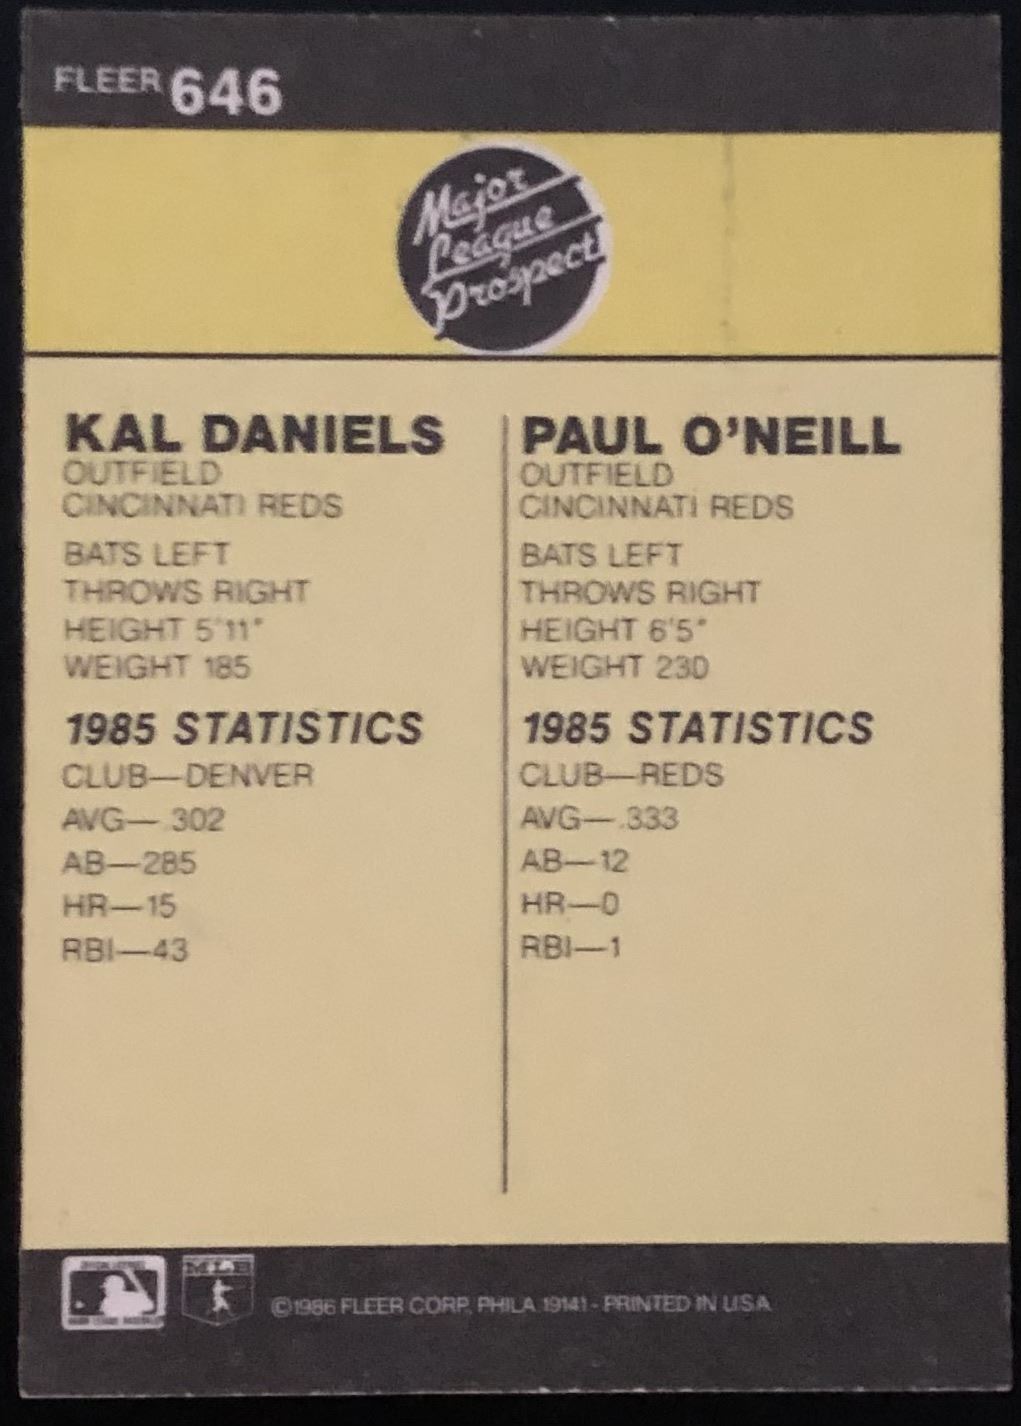 FLEER 646
Major
League
Prospect
KAL DANIELS
OUTFIELD
CINCINNATI REDS
BATS LEFT
THROWS RIGHT
HEIGHT 5'11"
WEIGHT 185
1985 STATISTICS
CLUB—DENVER
AVG—.302
AB—285
HR—15
RBI—43
PAUL O'NEILL
OUTFIELD
CINCINNATI REDS
BATS LEFT
THROWS RIGHT
HEIGHT 6'5"
WEIGHT 230
1985 STATISTICS
CLUB—REDS
AVG—.333
AB—12
HR—0
RBI—1
MLB
©1986 FLEER CORP. PHILA 19141 - PRINTED IN U.S.A.